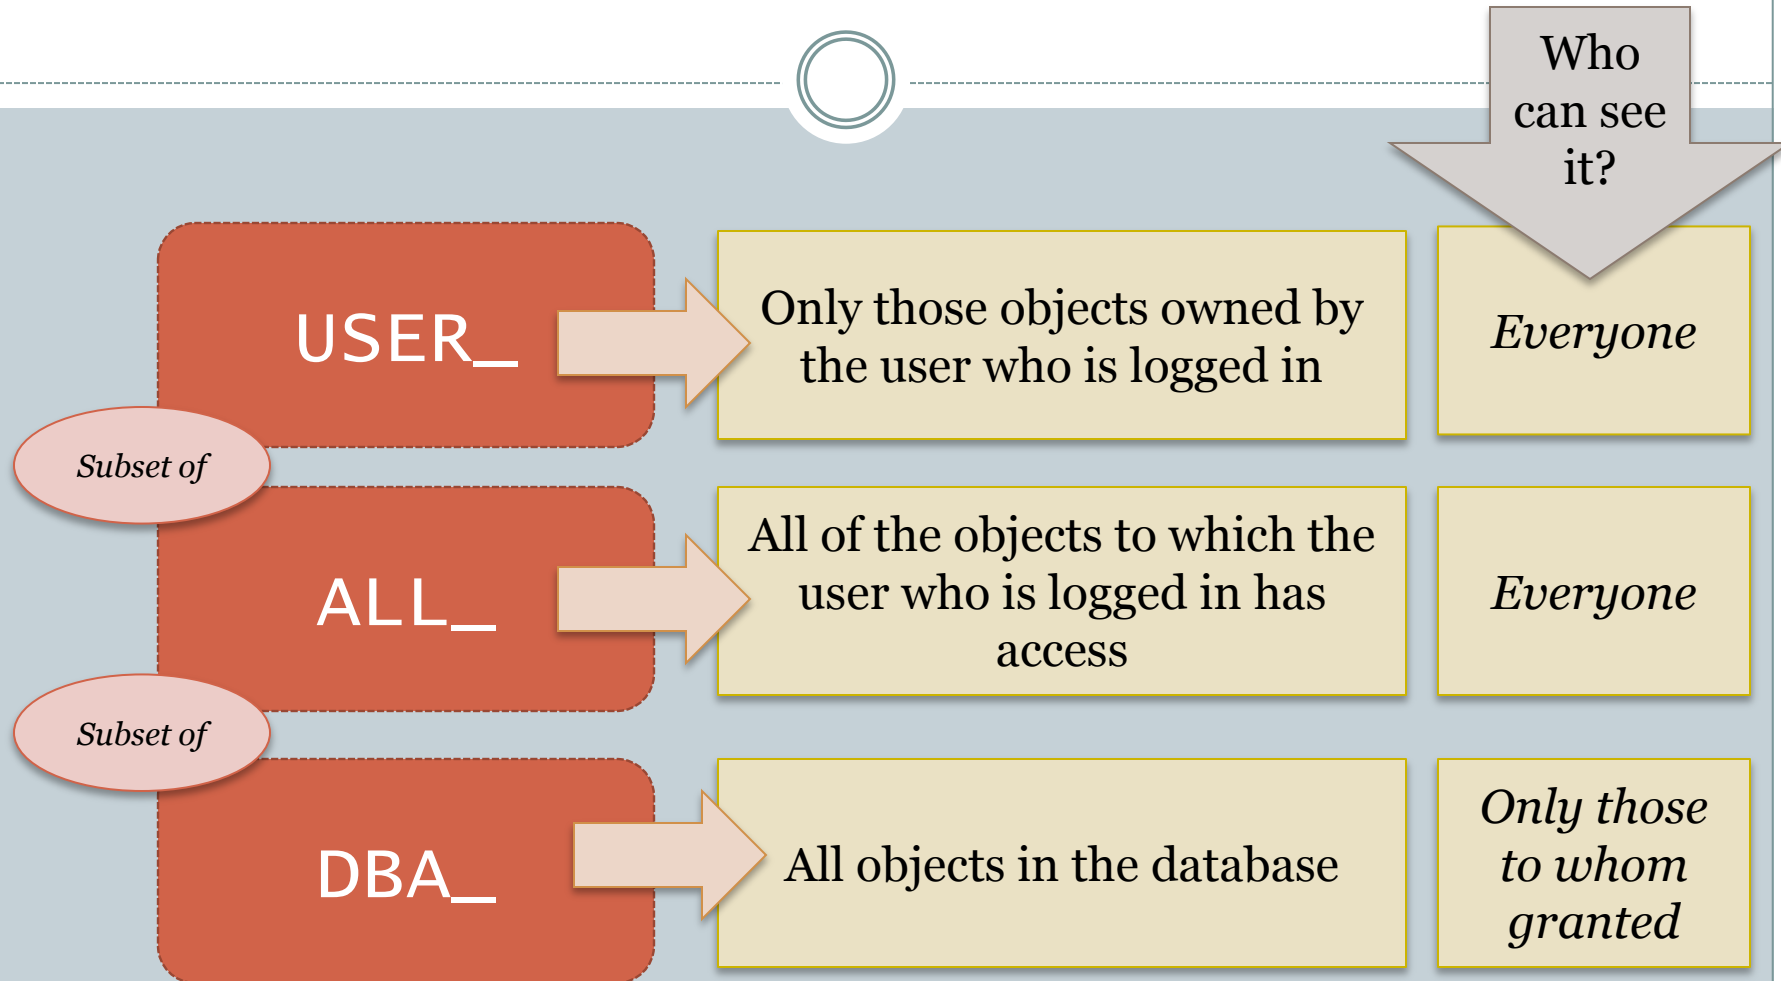 Who
can see
it?
USER_
Only those objects owned by
the user who is logged in
Everyone
Subset of
ALL_
All of the objects to which the
user who is logged in has
access
Everyone
Subset of
DBA_
All objects in the database
Only those
to whom
granted